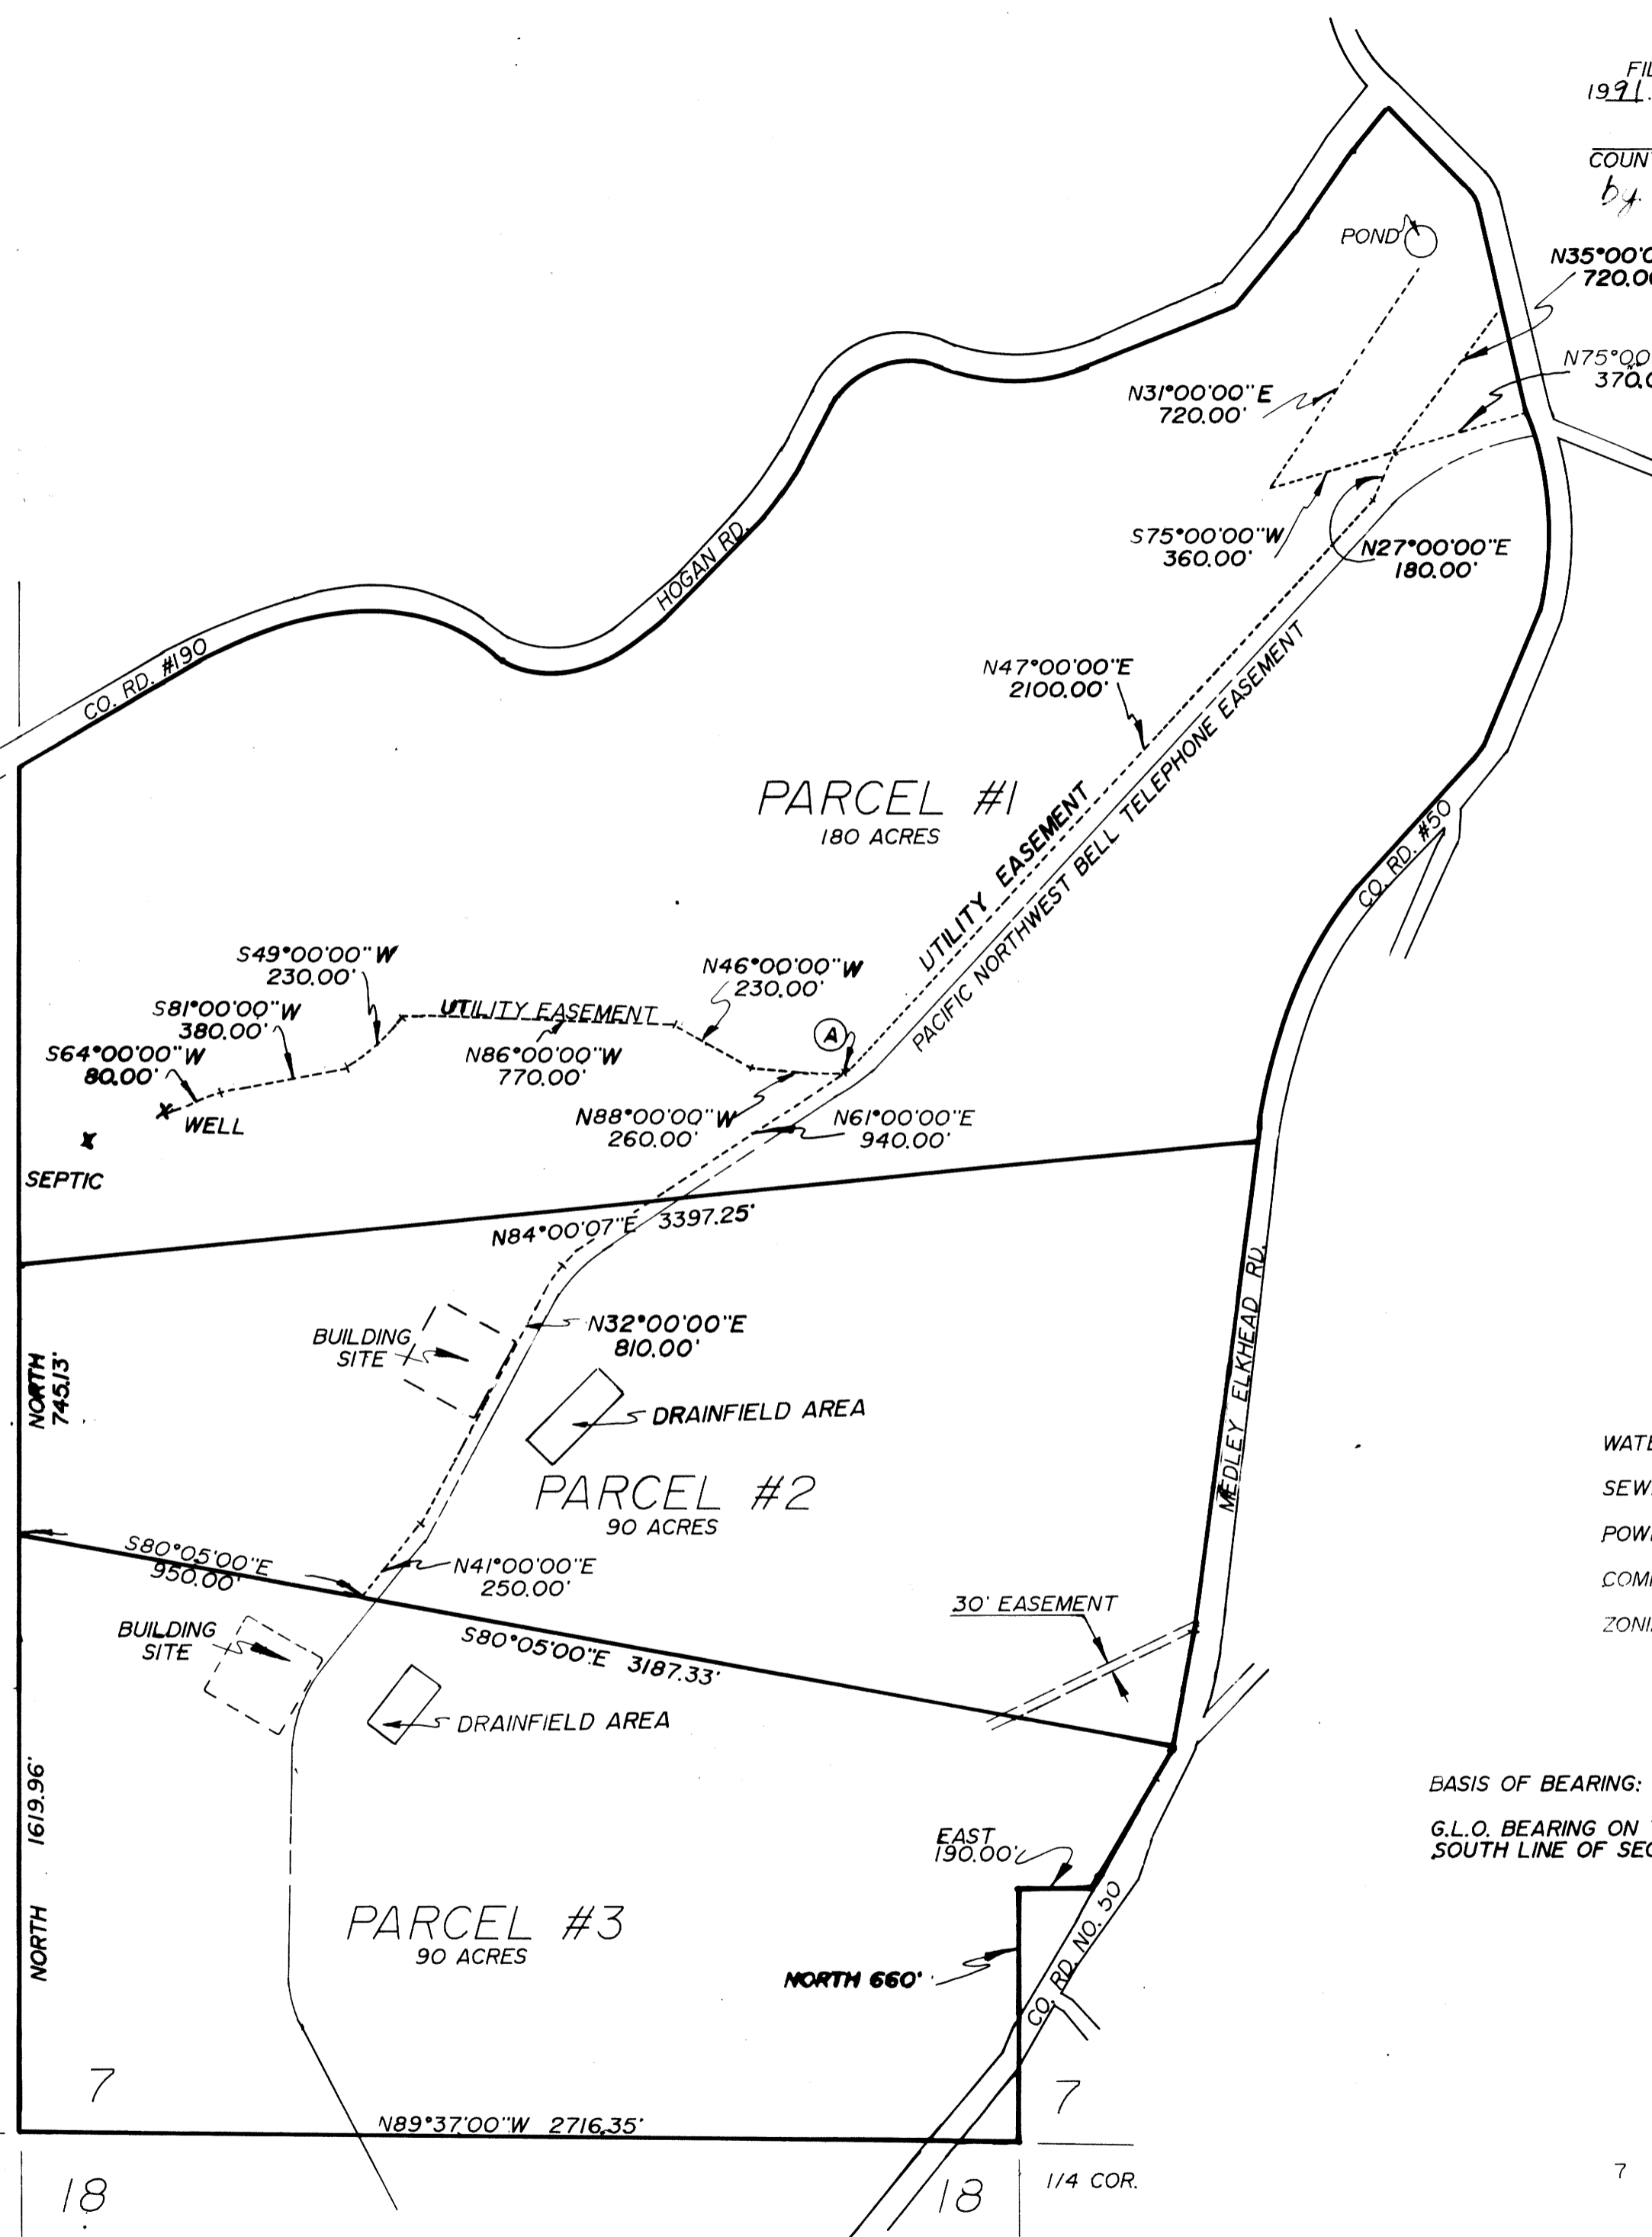 FIL
1991.
COUN
by
POND
N35°00'0
720.00
N75°00
370.0
N31°00'00"E
720.00'
S75°00'00"W
360.00'
N27°00'00"E
180.00'
HOGAN RD.
CO. RD. #190
N47°00'00"E
2100.00'
PARCEL #1
180 ACRES
UTILITY EASEMENT
PACIFIC NORTHWEST BELL TELEPHONE EASEMENT
CO. RD. #50
S49°00'00"W
230.00'
N46°00'00"W
230.00'
S81°00'00"W
380.00'
UTILITY EASEMENT
A
S64°00'00"W
80.00'
N86°00'00"W
770.00'
WELL
N88°00'00"W
260.00'
N61°00'00"E
940.00'
SEPTIC
N84°00'07"E 3397.25'
BUILDING
SITE
N32°00'00"E
810.00'
NORTH
745.13'
DRAINFIELD AREA
MEDLEY ELKHEAD RD.
PARCEL #2
90 ACRES
WATE
SEW
POW
COM
ZONI
S80°05'00"E
950.00'
N41°00'00"E
250.00'
30' EASEMENT
BUILDING
SITE
S80°05'00"E 3187.33'
DRAINFIELD AREA
BASIS OF BEARING:
G.L.O. BEARING ON
SOUTH LINE OF SEC
NORTH 1619.96'
EAST
190.00'
PARCEL #3
90 ACRES
NORTH 660'
CO. RD. NO. 50
7
7
N89°37'00"W 2716.35'
18
18
1/4 COR.
7